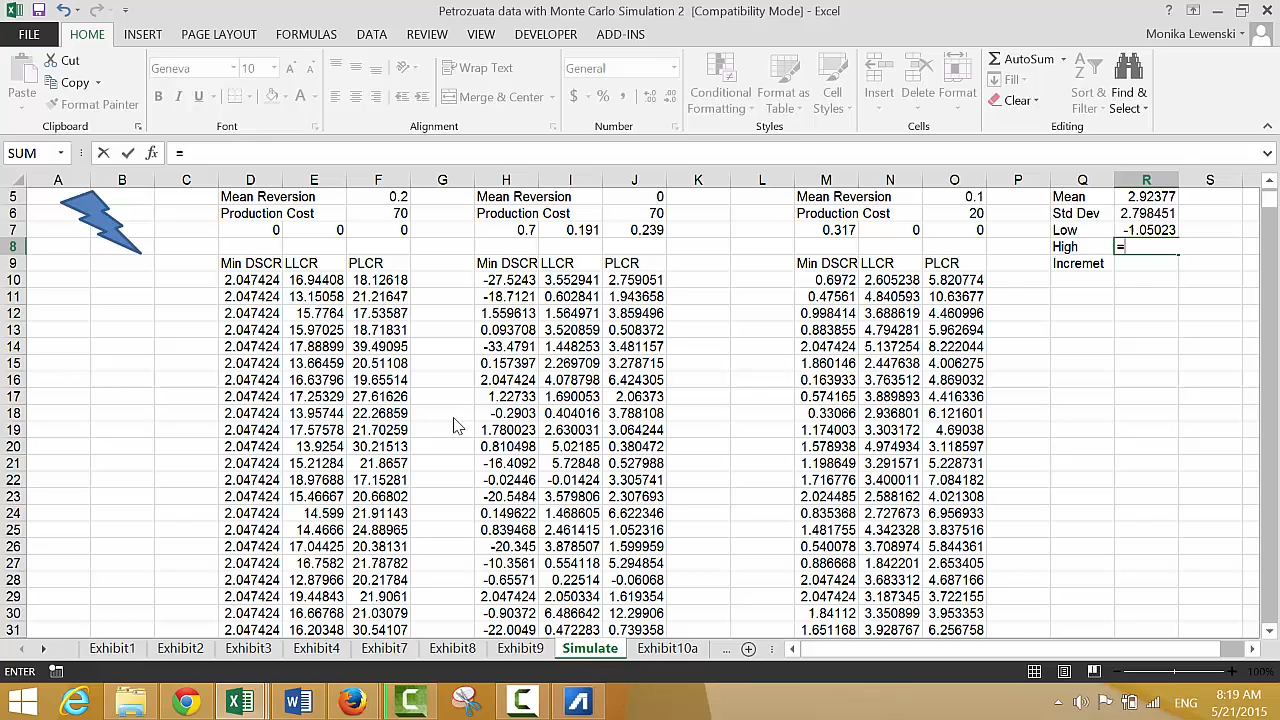 Petrozuata data with Monte Carlo Simulation 2 [Compatibility Mode] - Excel
FILE HOME INSERT PAGE LAYOUT FORMULAS DATA REVIEW VIEW DEVELOPER ADD-INS Monika Lewenski
Paste Cut Copy Format Painter
Geneva 10
B I U A
Wrap Text
Merge & Center
General
$ % ,
Conditional Formatting Format as Table Cell Styles
Insert Delete Format
AutoSum Fill Clear
Sort & Filter Find & Select
Clipboard Font Alignment Number Styles Cells Editing
SUM fx =
A B C D E F G H I J K L M N O P Q R S
5 Mean Reversion 0.2 Mean Reversion 0 Mean Reversion 0.1 Mean 2.92377
6 Production Cost 70 Production Cost 70 Production Cost 20 Std Dev 2.798451
7 0 0 0 0.7 0.191 0.239 0.317 0 0 Low -1.05023
8 High =
9 Min DSCR LLCR PLCR Min DSCR LLCR PLCR Min DSCR LLCR PLCR Incremet
10 2.047424 16.94408 18.12618 -27.5243 3.552941 2.759051 0.6972 2.605238 5.820774
11 2.047424 13.15058 21.21647 -18.7121 0.602841 1.943658 0.47561 4.840593 10.63677
12 2.047424 15.7764 17.53587 1.559613 1.564971 3.859496 0.998414 3.688619 4.460996
13 2.047424 15.97025 18.71831 0.093708 3.520859 0.508372 0.883855 4.794281 5.962694
14 2.047424 17.88899 39.49095 -33.4791 1.448253 3.481157 2.047424 5.137254 8.222044
15 2.047424 13.66459 20.51108 0.157397 2.269709 3.278715 1.860146 2.447638 4.006275
16 2.047424 16.63796 19.65514 2.047424 4.078798 6.424305 0.163933 3.763512 4.869032
17 2.047424 17.25329 27.61626 1.22733 1.690053 2.06373 0.574165 3.889893 4.416336
18 2.047424 13.95744 22.26859 -0.2903 0.404016 3.788108 0.33066 2.936801 6.121601
19 2.047424 17.57578 21.70259 1.780023 2.630031 3.064244 1.174003 3.303172 4.69038
20 2.047424 13.9254 30.21513 0.810498 5.02185 0.380472 1.578938 4.974934 3.118597
21 2.047424 15.21284 21.8657 -16.4092 5.72848 0.527988 1.198649 3.291571 5.228731
22 2.047424 18.97688 17.15281 -0.02446 -0.01424 3.305741 1.716776 3.400011 7.084182
23 2.047424 15.46667 20.66802 -20.5484 3.579806 2.307693 2.024485 2.588162 4.021308
24 2.047424 14.599 21.91143 0.149622 1.468605 6.622346 0.835368 2.727673 6.956933
25 2.047424 14.4666 24.88965 0.839468 2.461415 1.052316 1.481755 4.342328 3.837516
26 2.047424 17.04425 20.38131 -20.345 3.878507 1.599959 0.540078 3.708974 5.844361
27 2.047424 16.7582 21.78782 -10.3561 0.554118 5.294854 0.886668 1.842201 2.653405
28 2.047424 12.87966 20.21784 -0.65571 0.22514 -0.06068 2.047424 3.683312 4.687166
29 2.047424 19.44843 21.9061 2.047424 2.050334 1.619354 2.047424 3.187345 3.722155
30 2.047424 16.66768 21.03079 -0.90372 6.486642 12.29906 1.84112 3.350899 3.953353
31 2.047424 16.20348 30.54107 -22.0049 0.472283 0.739358 1.651168 3.928767 6.256758
Exhibit1 Exhibit2 Exhibit3 Exhibit4 Exhibit7 Exhibit8 Exhibit9 Simulate Exhibit10a ...
ENTER 100%
ENG 8:19 AM
5/21/2015